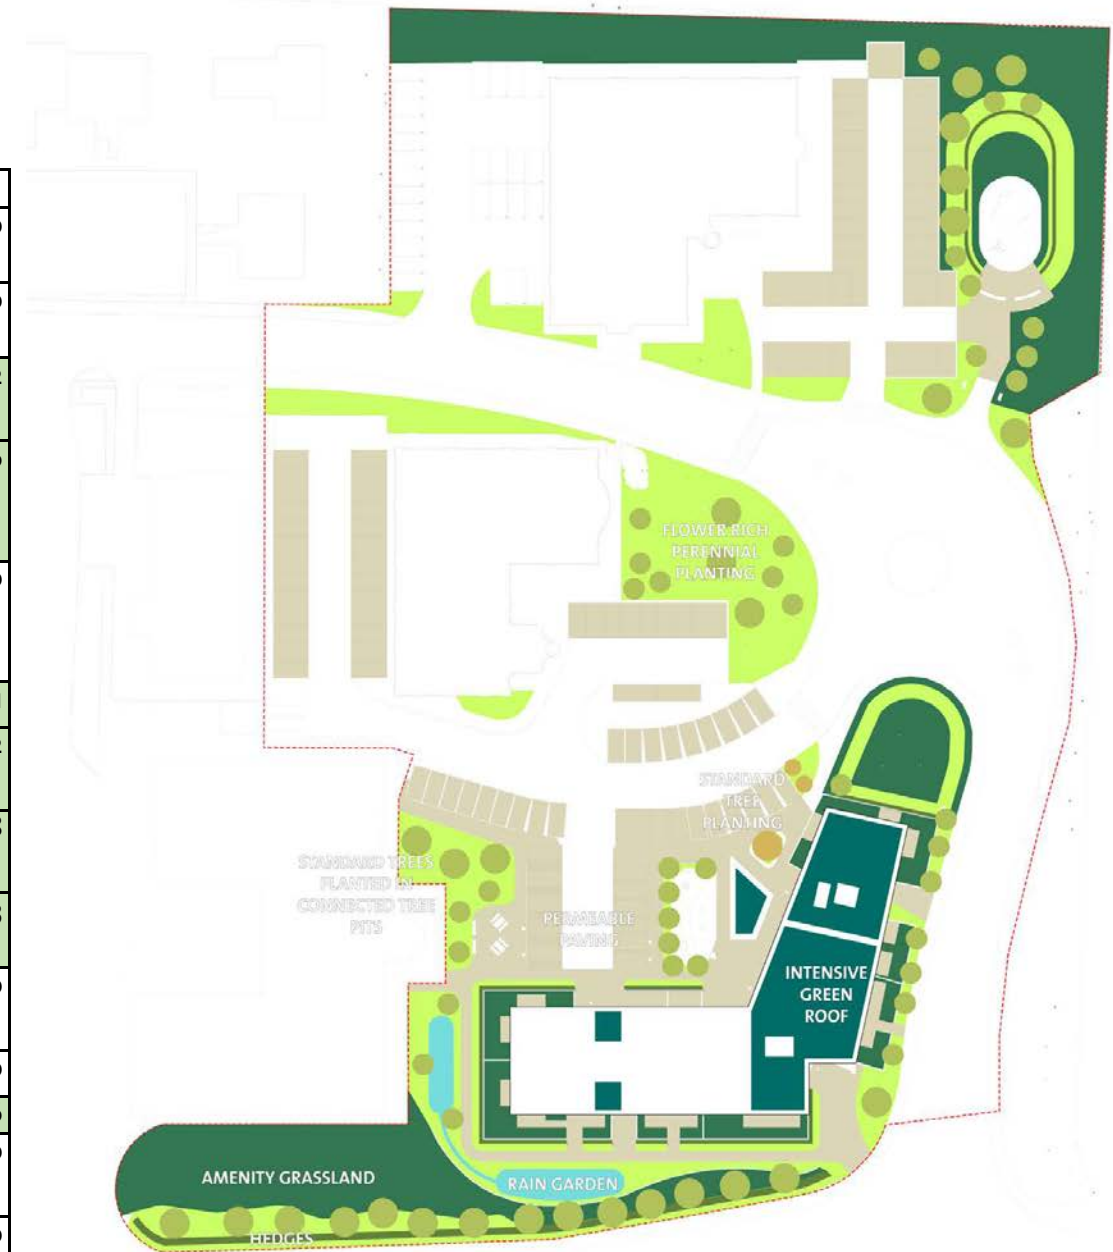 FLOWER RICH
PERENNIAL
PLANTING
STANDARD
TREE
PLANTING
STANDARD TREES
PLANTED IN
CONNECTED TREE
PITS
PERMEABLE
PAVING
INTENSIVE
GREEN
ROOF
AMENITY GRASSLAND
RAIN GARDEN
HEDGES